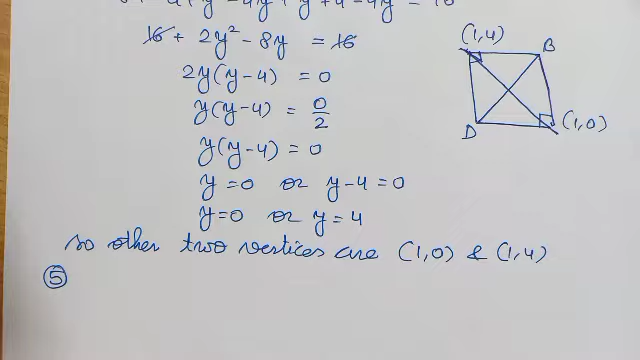 16 + 2y² - 8y = 16
2y(y-4) = 0
y(y-4) = 0/2
y(y-4) = 0
y = 0 or y-4 = 0
y = 0 or y = 4
so other two vertices are (1,0) & (1,4)
⑤
(1,4)
B
D
(1,0)